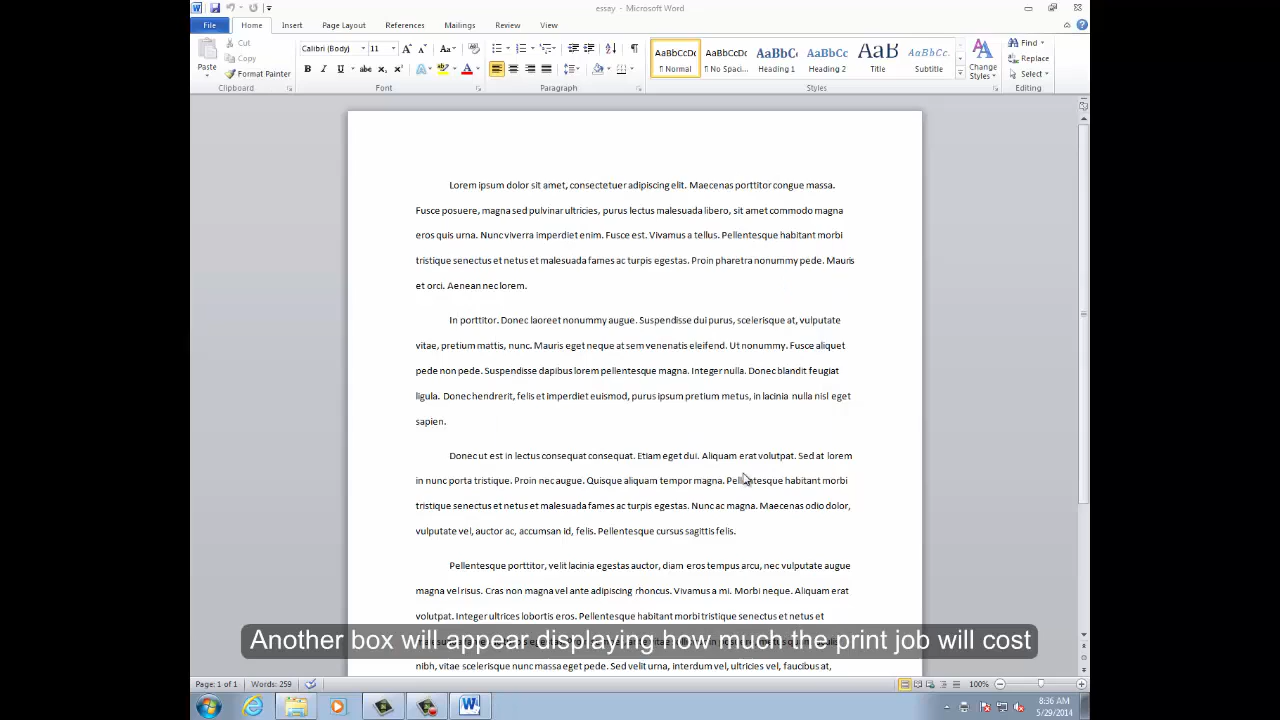 essay - Microsoft Word
File Home Insert Page Layout References Mailings Review View
Paste
Cut
Copy
Format Painter
Clipboard
Calibri (Body) 11
Font
Paragraph
AaBbCcDc AaBbCcDc AaBbCc AaBbCc AaB AaBbCc.
¶ Normal ¶ No Spaci... Heading 1 Heading 2 Title Subtitle
Change Styles
Styles
Find
Replace
Select
Editing
Lorem ipsum dolor sit amet, consectetuer adipiscing elit. Maecenas porttitor congue massa.
Fusce posuere, magna sed pulvinar ultricies, purus lectus malesuada libero, sit amet commodo magna
eros quis urna. Nunc viverra imperdiet enim. Fusce est. Vivamus a tellus. Pellentesque habitant morbi
tristique senectus et netus et malesuada fames ac turpis egestas. Proin pharetra nonummy pede. Mauris
et orci. Aenean nec lorem.
In porttitor. Donec laoreet nonummy augue. Suspendisse dui purus, scelerisque at, vulputate
vitae, pretium mattis, nunc. Mauris eget neque at sem venenatis eleifend. Ut nonummy. Fusce aliquet
pede non pede. Suspendisse dapibus lorem pellentesque magna. Integer nulla. Donec blandit feugiat
ligula. Donec hendrerit, felis et imperdiet euismod, purus ipsum pretium metus, in lacinia nulla nisl eget
sapien.
Donec ut est in lectus consequat consequat. Etiam eget dui. Aliquam erat volutpat. Sed at lorem
in nunc porta tristique. Proin nec augue. Quisque aliquam tempor magna. Pellentesque habitant morbi
tristique senectus et netus et malesuada fames ac turpis egestas. Nunc ac magna. Maecenas odio dolor,
vulputate vel, auctor ac, accumsan id, felis. Pellentesque cursus sagittis felis.
Pellentesque porttitor, velit lacinia egestas auctor, diam eros tempus arcu, nec vulputate augue
magna vel risus. Cras non magna vel ante adipiscing rhoncus. Vivamus a mi. Morbi neque. Aliquam erat
volutpat. Integer ultrices lobortis eros. Pellentesque habitant morbi tristique senectus et netus et
Another box will appear displaying how much the print job will cost
nibh, vitae scelerisque nunc massa eget pede. Sed velit urna, interdum vel, ultricies vel, faucibus at,
Page: 1 of 1 Words: 259 100%
8:36 AM
5/29/2014